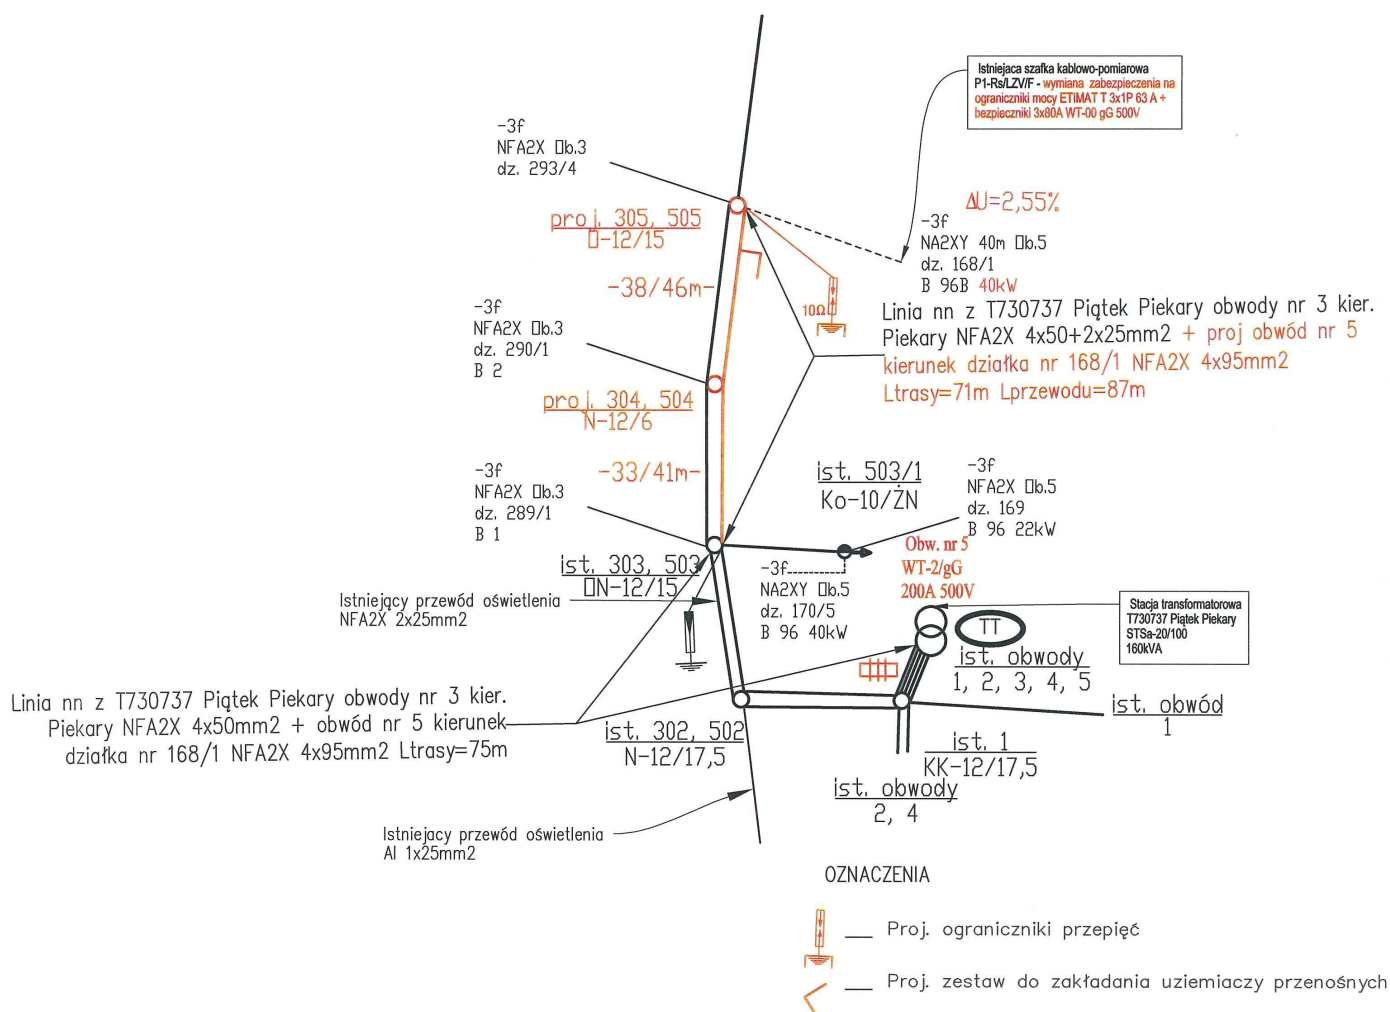 Istniejaca szafka kablowo-pomiarowa
P1-Rs/LZV/F - wymiana zabezpieczenia na
ograniczniki mocy ETIMAT T 3x1P 63 A +
bezpieczniki 3x80A WT-00 gG 500V
-3f
NFA2X □b.3
dz. 293/4
proj. 305, 505
□-12/15
ΔU=2,55%
-3f
NA2XY 40m □b.5
dz. 168/1
B 96B 40kW
-38/46m-
10Ω
-3f
NFA2X □b.3
dz. 290/1
B 2
Linia nn z T730737 Piątek Piekary obwody nr 3 kier.
Piekary NFA2X 4x50+2x25mm2 + proj obwód nr 5
kierunek działka nr 168/1 NFA2X 4x95mm2
Ltrasy=71m Lprzewodu=87m
proj. 304, 504
N-12/6
-33/41m-
-3f
NFA2X □b.3
dz. 289/1
B 1
ist. 503/1
Ko-10/ŻN
-3f
NFA2X □b.5
dz. 169
B 96 22kW
ist. 303, 503
□N-12/15
-3f
NA2XY □b.5
dz. 170/5
B 96 40kW
Obw. nr 5
WT-2/gG
200A 500V
Istniejący przewód oświetlenia
NFA2X 2x25mm2
TT
Stacja transformatorowa
T730737 Piątek Piekary
STSa-20/100
160kVA
ist. obwody
1, 2, 3, 4, 5
Linia nn z T730737 Piątek Piekary obwody nr 3 kier.
Piekary NFA2X 4x50mm2 + obwód nr 5 kierunek
działka nr 168/1 NFA2X 4x95mm2 Ltrasy=75m
ist. obwód
1
ist. 302, 502
N-12/17,5
ist. 1
KK-12/17,5
ist. obwody
2, 4
Istniejacy przewód oświetlenia
Al 1x25mm2
OZNACZENIA
Proj. ograniczniki przepięć
Proj. zestaw do zakładania uziemiaczy przenośnych